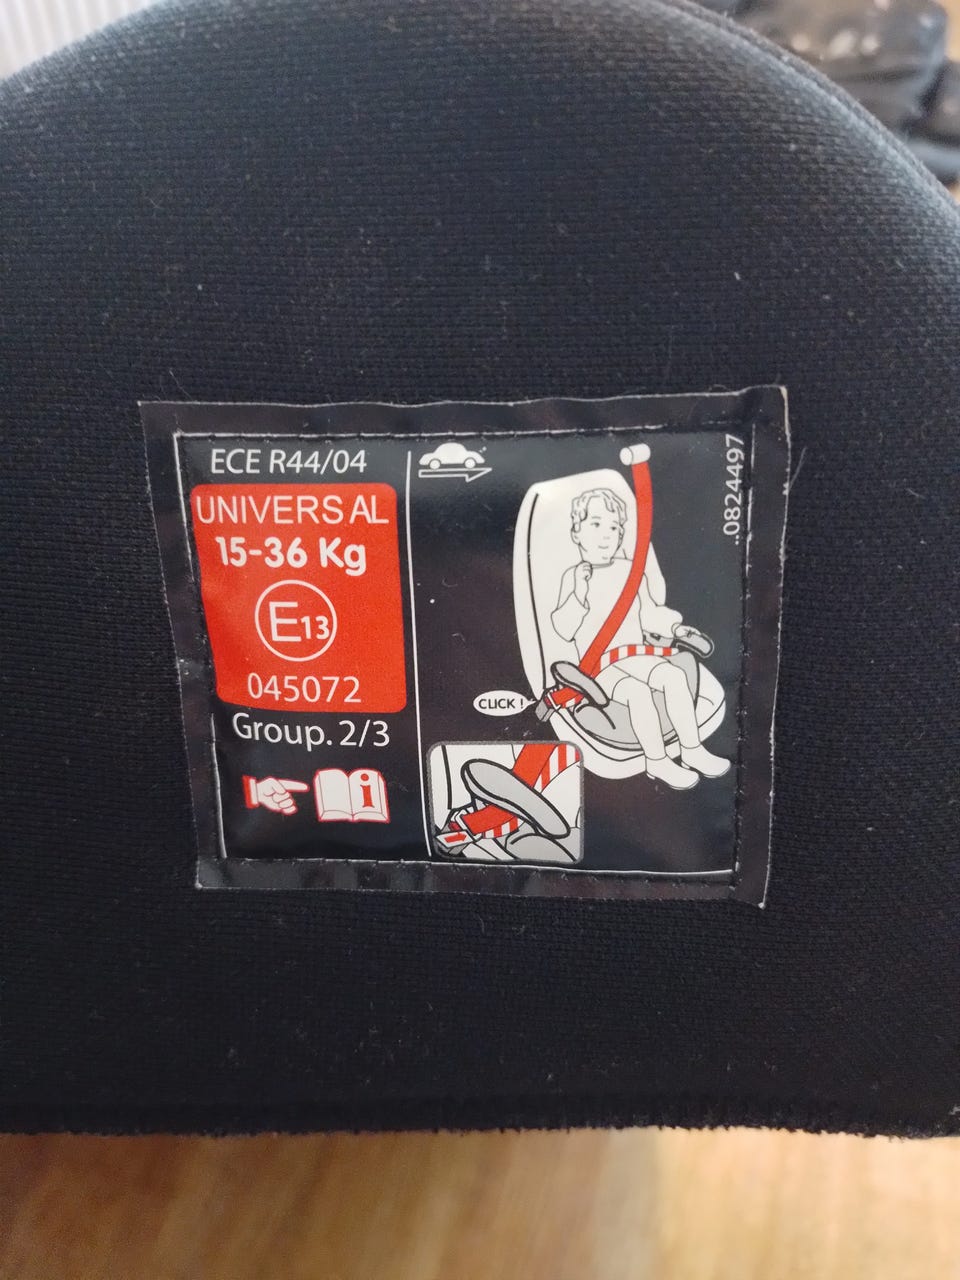 ECE R44/04
UNIVERSAL
15-36 Kg
E13
045072
Group. 2/3
i
CLICK !
..0824497